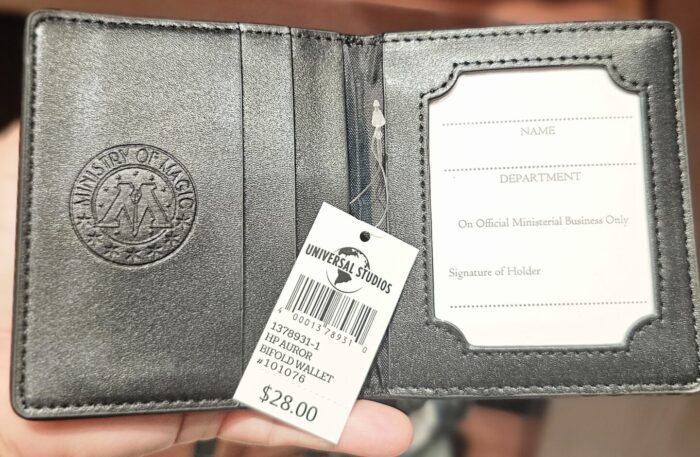 MINISTRY OF MAGIC
M
UNIVERSAL STUDIOS
4 00013 78931 0
1378931-1
HP AUROR
BIFOLD WALLET
#101076
$28.00
NAME
DEPARTMENT
On Official Ministerial Business Only
Signature of Holder